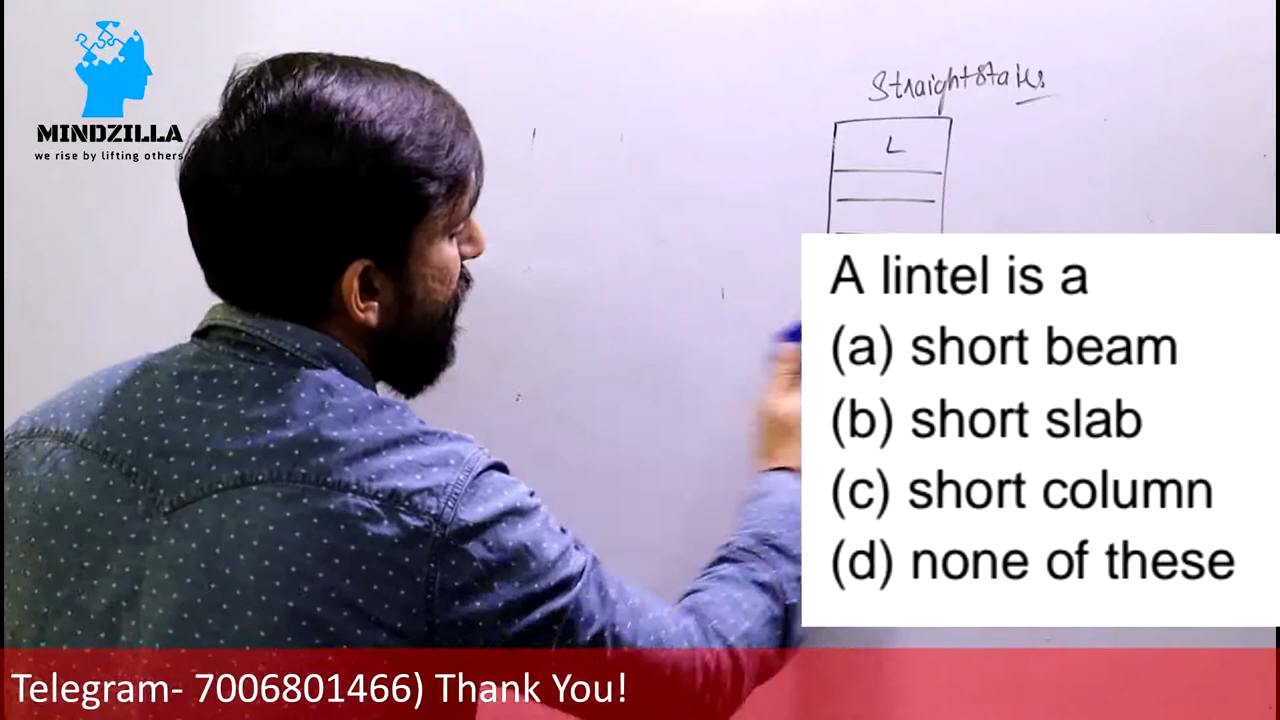 MINDZILLA
we rise by lifting others
Straight stairs
L
A lintel is a
(a) short beam
(b) short slab
(c) short column
(d) none of these
Telegram- 7006801466) Thank You!